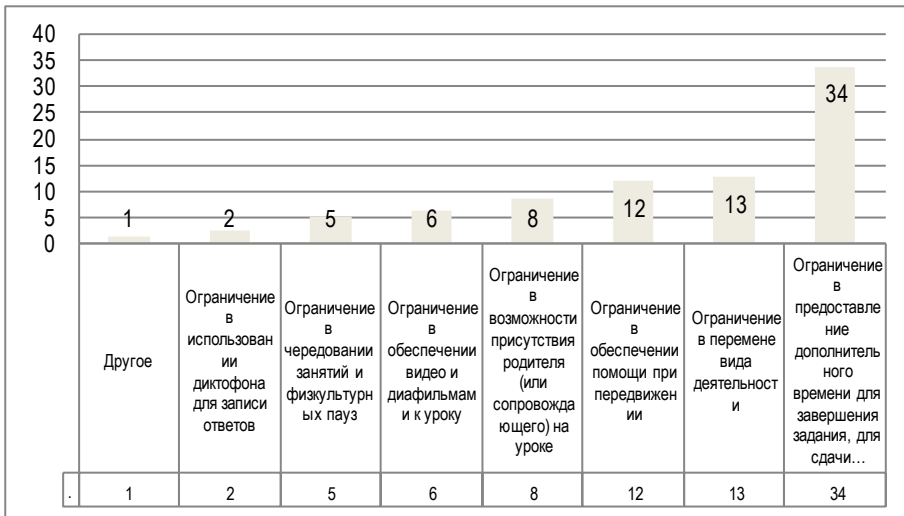 40
35
30
25
20
15
10
5
0
1
2
5
6
8
12
13
34
Другое
Ограничение
в
использован
ии
диктофона
для записи
ответов
Ограничение
в
чередовании
занятий и
физкультурн
ых пауз
Ограничение
в
обеспечении
видео и
диафильмам
и к уроку
Ограничение
в
возможности
присутствия
родителя
(или
сопровожда
ющего) на
уроке
Ограничение
в
обеспечении
помощи при
передвижен
ии
Ограничение
в перемене
вида
деятельност
и
Ограничение
в
предоставле
ние
дополнитель
ного
времени для
завершения
задания, для
сдачи…
. 1 2 5 6 8 12 13 34